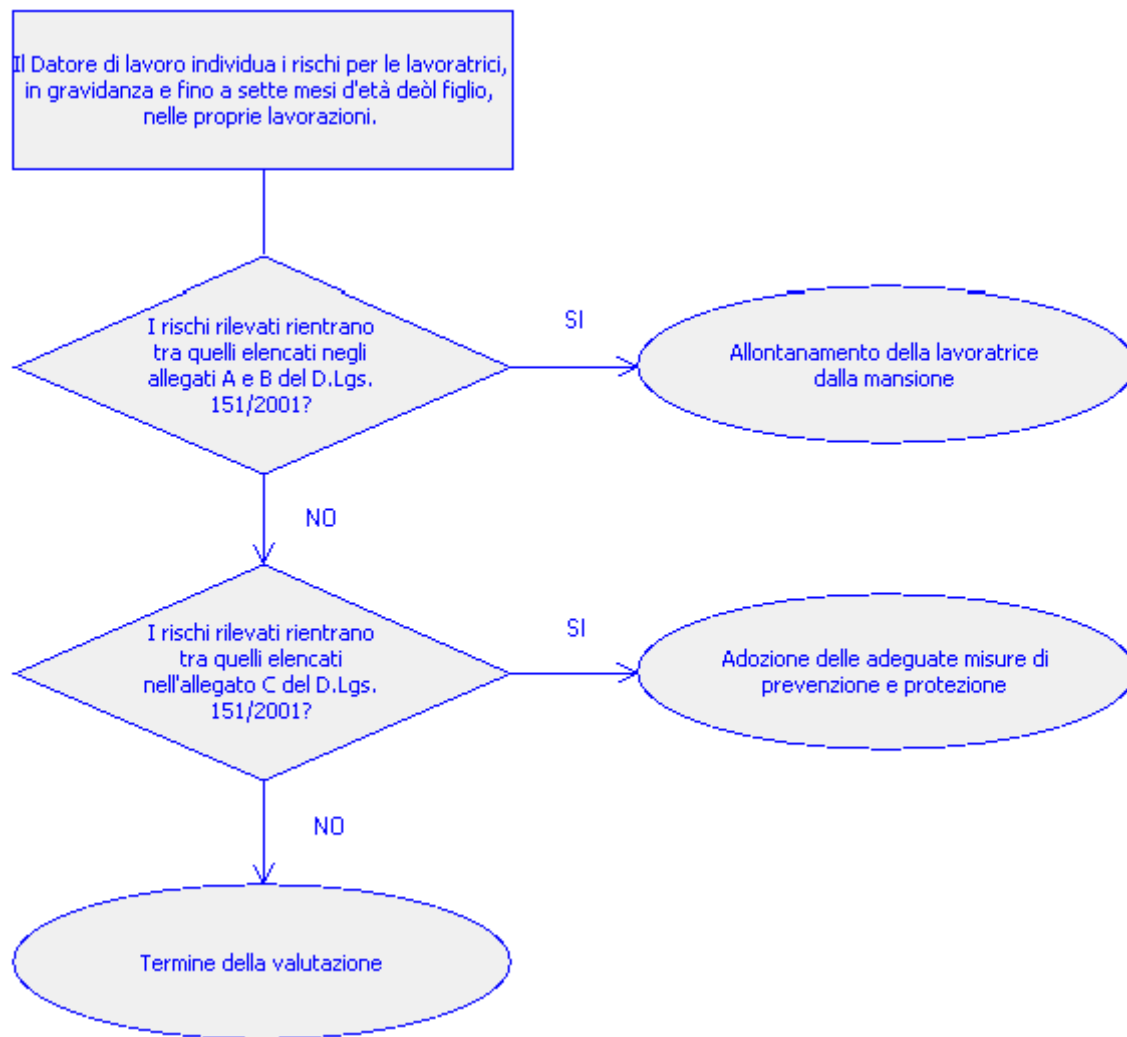 Il Datore di lavoro individua i rischi per le lavoratrici,
in gravidanza e fino a sette mesi d'età deòl figlio,
nelle proprie lavorazioni.
I rischi rilevati rientrano
tra quelli elencati negli
allegati A e B del D.Lgs.
151/2001?
SI
Allontanamento della lavoratrice
dalla mansione
NO
I rischi rilevati rientrano
tra quelli elencati
nell'allegato C del D.Lgs.
151/2001?
SI
Adozione delle adeguate misure di
prevenzione e protezione
NO
Termine della valutazione